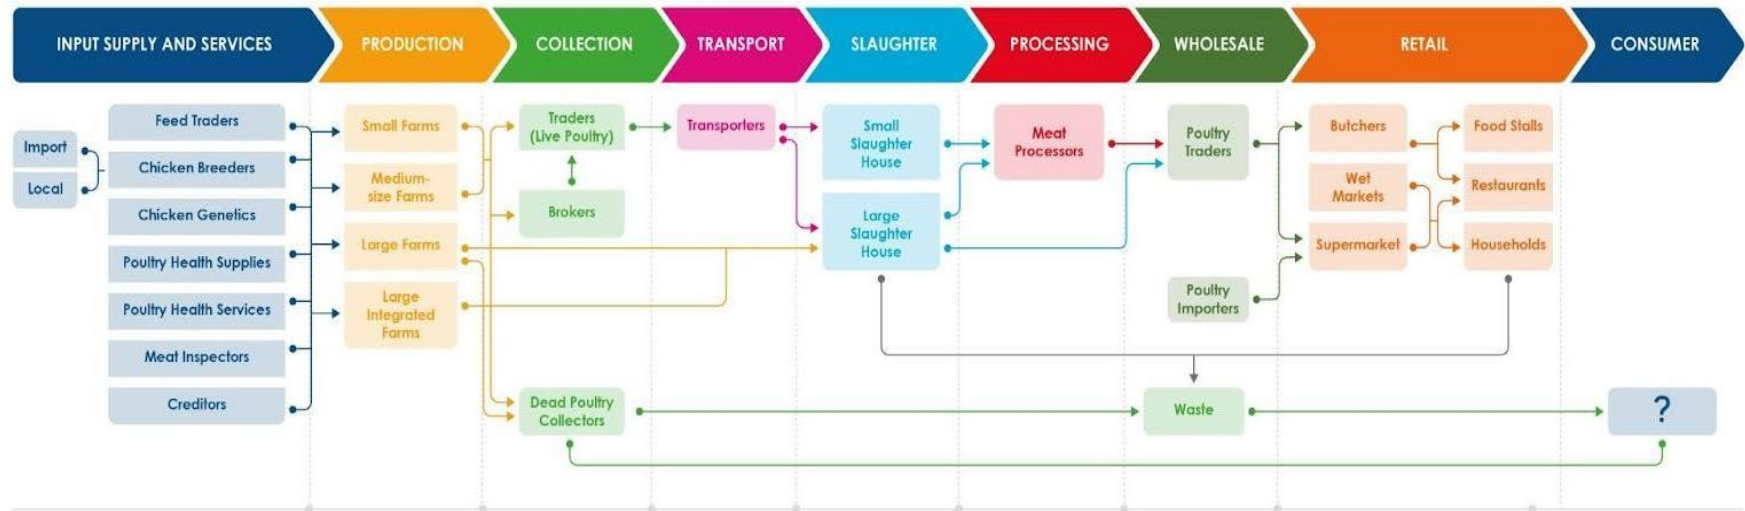 INPUT SUPPLY AND SERVICES
PRODUCTION
COLLECTION
TRANSPORT
SLAUGHTER
PROCESSING
WHOLESALE
RETAIL
CONSUMER
Import
Local
Feed Traders
Chicken Breeders
Chicken Genetics
Poultry Health Supplies
Poultry Health Services
Meat Inspectors
Creditors
Small Farms
Medium-
size Farms
Large Farms
Large
Integrated
Farms
Traders
(Live Poultry)
Brokers
Dead Poultry
Collectors
Transporters
Small
Slaughter
House
Large
Slaughter
House
Meat
Processors
Poultry
Traders
Poultry
Importers
Waste
Butchers
Wet
Markets
Supermarket
Food Stalls
Restaurants
Households
?